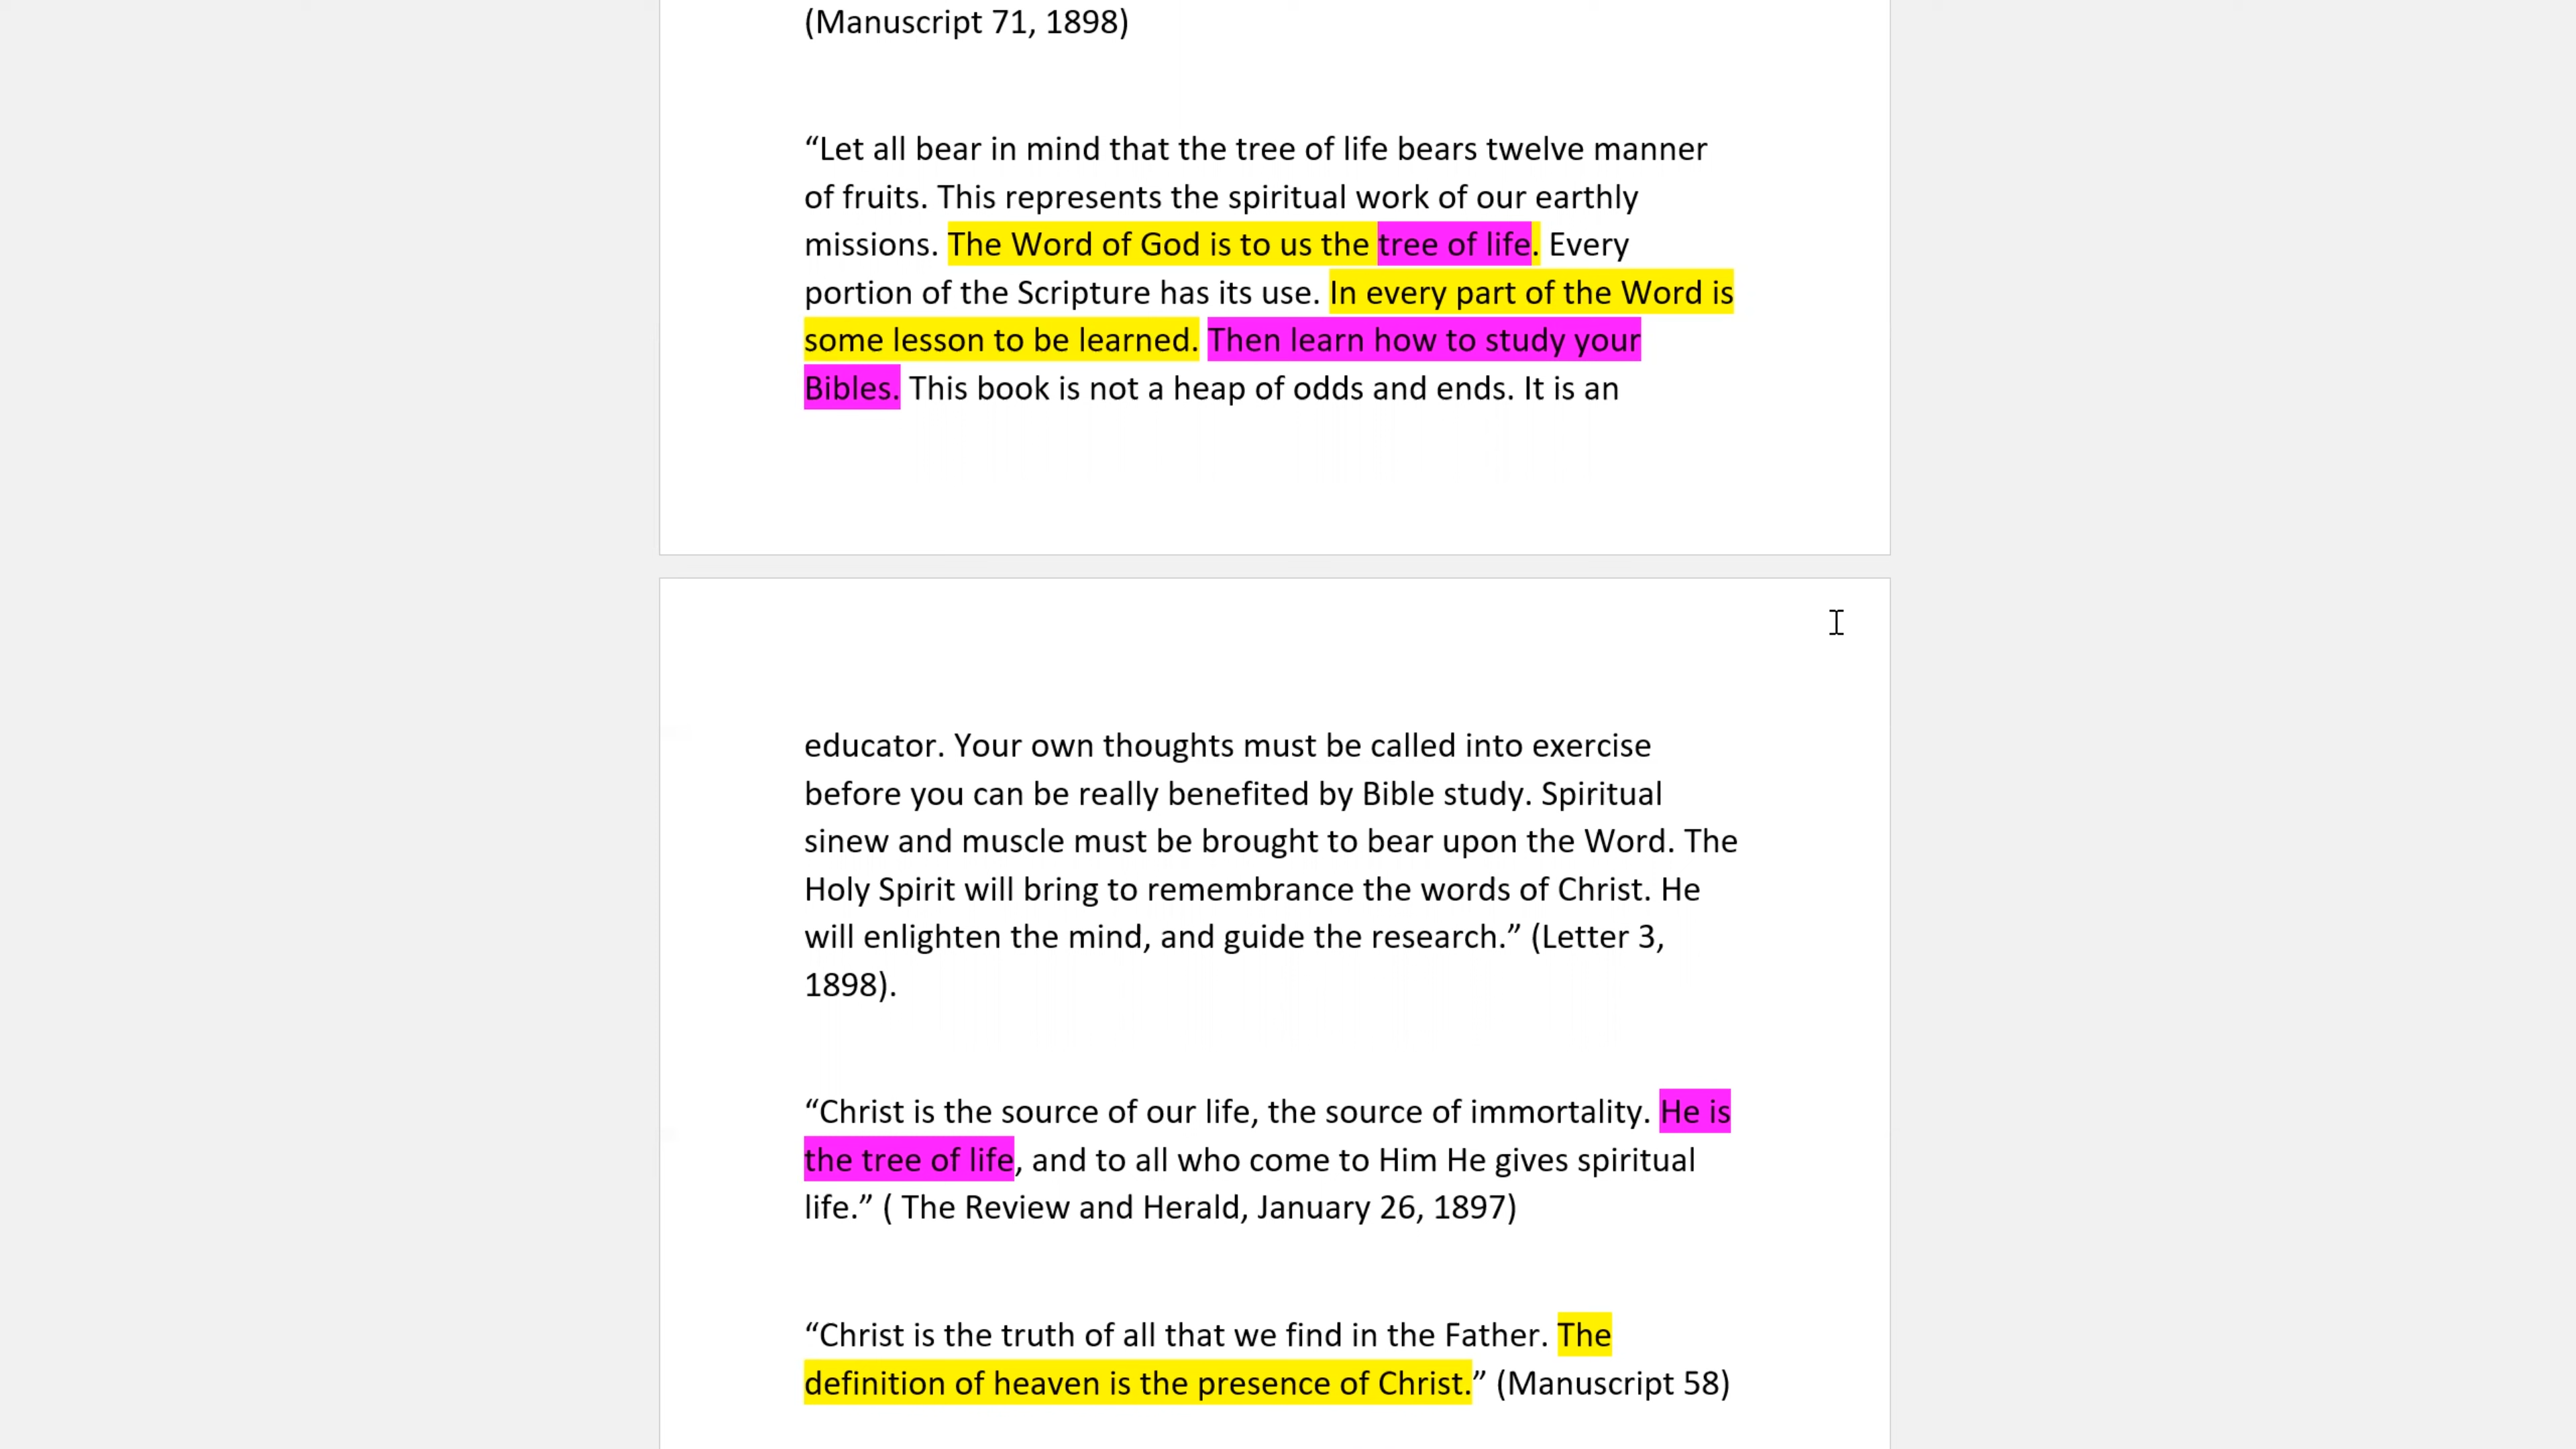 (Manuscript 71, 1898)
“Let all bear in mind that the tree of life bears twelve manner
of fruits. This represents the spiritual work of our earthly
missions. The Word of God is to us the tree of life. Every
portion of the Scripture has its use. In every part of the Word is
some lesson to be learned. Then learn how to study your
Bibles. This book is not a heap of odds and ends. It is an
educator. Your own thoughts must be called into exercise
before you can be really benefited by Bible study. Spiritual
sinew and muscle must be brought to bear upon the Word. The
Holy Spirit will bring to remembrance the words of Christ. He
will enlighten the mind, and guide the research.” (Letter 3,
1898).
“Christ is the source of our life, the source of immortality. He is
the tree of life, and to all who come to Him He gives spiritual
life.” ( The Review and Herald, January 26, 1897)
“Christ is the truth of all that we find in the Father. The
definition of heaven is the presence of Christ.” (Manuscript 58)